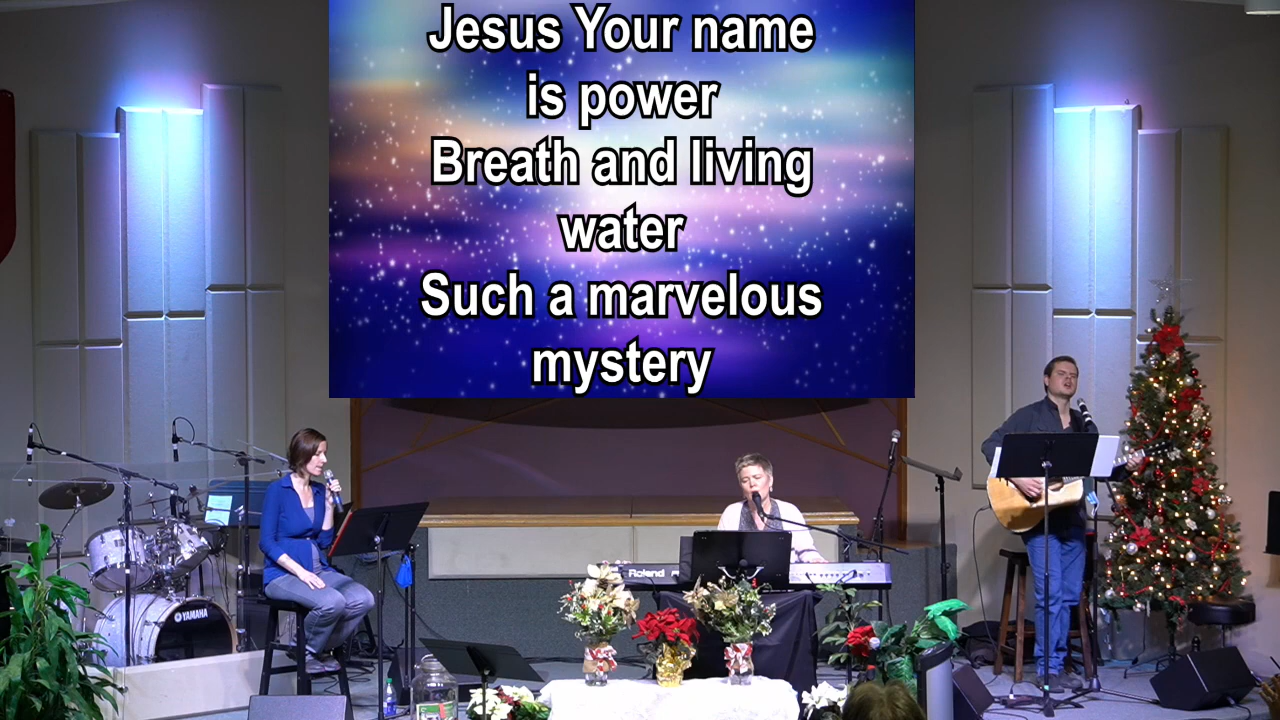 Jesus Your name
is power
Breath and living
water
Such a marvelous
mystery
Roland
YAMAHA